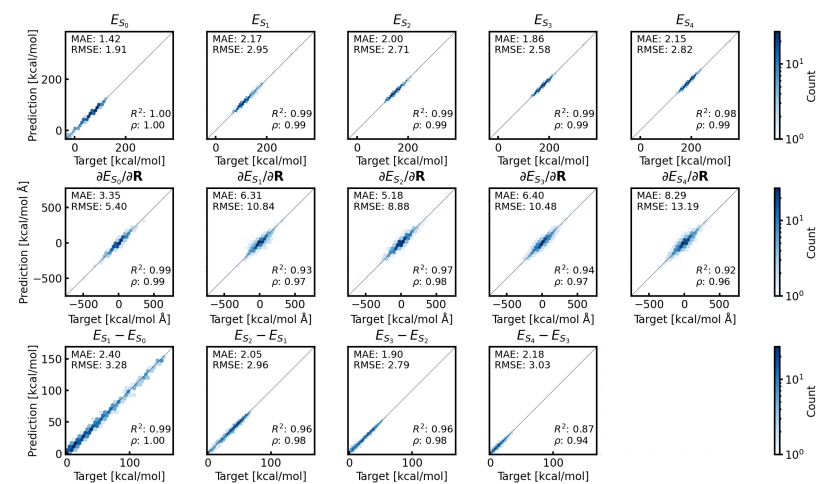 E_{S_0} E_{S_1} E_{S_2} E_{S_3} E_{S_4}
MAE: 1.42
RMSE: 1.91
R²: 1.00
ρ: 1.00
MAE: 2.17
RMSE: 2.95
R²: 0.99
ρ: 0.99
MAE: 2.00
RMSE: 2.71
R²: 0.99
ρ: 0.99
MAE: 1.86
RMSE: 2.58
R²: 0.99
ρ: 0.99
MAE: 2.15
RMSE: 2.82
R²: 0.98
ρ: 0.99
Prediction [kcal/mol]
200
0
0 200 0 200 0 200 0 200 0 200
Target [kcal/mol] Target [kcal/mol] Target [kcal/mol] Target [kcal/mol] Target [kcal/mol]
10¹
10⁰
Count
∂E_{S_0}/∂R ∂E_{S_1}/∂R ∂E_{S_2}/∂R ∂E_{S_3}/∂R ∂E_{S_4}/∂R
MAE: 3.35
RMSE: 5.40
R²: 0.99
ρ: 0.99
MAE: 6.31
RMSE: 10.84
R²: 0.93
ρ: 0.97
MAE: 5.18
RMSE: 8.88
R²: 0.97
ρ: 0.98
MAE: 6.40
RMSE: 10.48
R²: 0.94
ρ: 0.97
MAE: 8.29
RMSE: 13.19
R²: 0.92
ρ: 0.96
Prediction [kcal/mol Å]
500
0
−500
−500 0 500 −500 0 500 −500 0 500 −500 0 500 −500 0 500
Target [kcal/mol Å] Target [kcal/mol Å] Target [kcal/mol Å] Target [kcal/mol Å] Target [kcal/mol Å]
10¹
10⁰
Count
E_{S_1} − E_{S_0} E_{S_2} − E_{S_1} E_{S_3} − E_{S_2} E_{S_4} − E_{S_3}
MAE: 2.40
RMSE: 3.28
R²: 0.99
ρ: 1.00
MAE: 2.05
RMSE: 2.96
R²: 0.96
ρ: 0.98
MAE: 1.90
RMSE: 2.79
R²: 0.96
ρ: 0.98
MAE: 2.18
RMSE: 3.03
R²: 0.87
ρ: 0.94
Prediction [kcal/mol]
150
100
50
0
0 100 0 100 0 100 0 100
Target [kcal/mol] Target [kcal/mol] Target [kcal/mol] Target [kcal/mol]
10¹
10⁰
Count